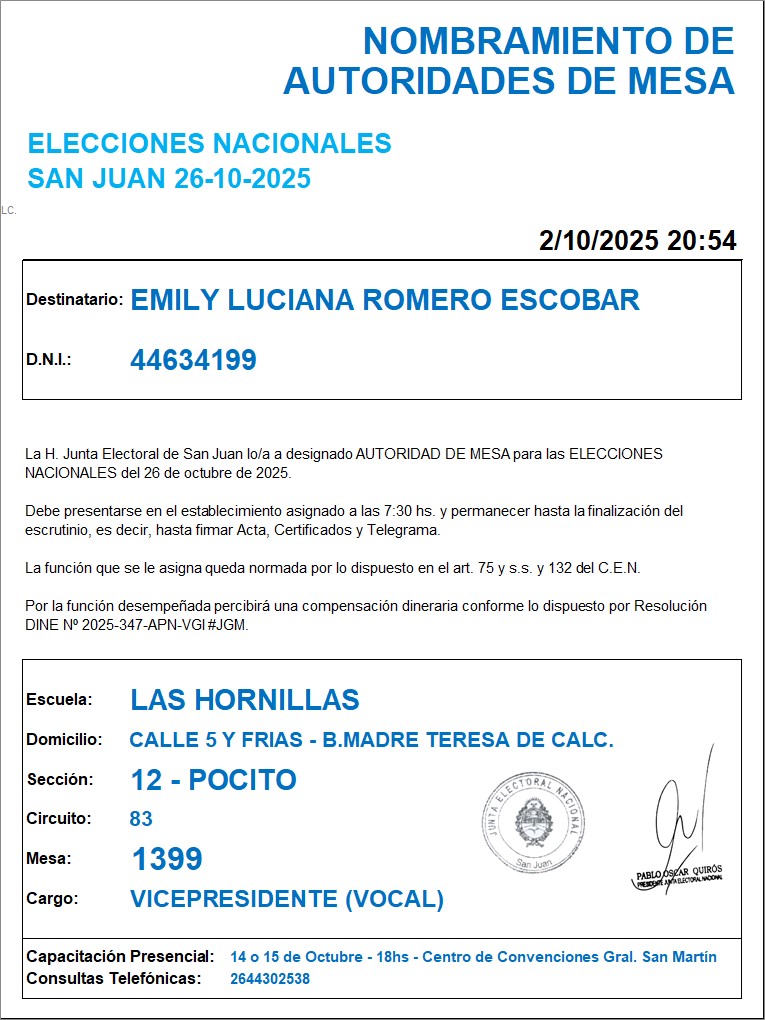 NOMBRAMIENTO DE
AUTORIDADES DE MESA
ELECCIONES NACIONALES
SAN JUAN 26-10-2025
LC.
2/10/2025 20:54
Destinatario: EMILY LUCIANA ROMERO ESCOBAR
D.N.I.: 44634199
La H. Junta Electoral de San Juan lo/a a designado AUTORIDAD DE MESA para las ELECCIONES
NACIONALES del 26 de octubre de 2025.
Debe presentarse en el establecimiento asignado a las 7:30 hs. y permanecer hasta la finalización del
escrutinio, es decir, hasta firmar Acta, Certificados y Telegrama.
La función que se le asigna queda normada por lo dispuesto en el art. 75 y s.s. y 132 del C.E.N.
Por la función desempeñada percibirá una compensación dineraria conforme lo dispuesto por Resolución
DINE Nº 2025-347-APN-VGI#JGM.
Escuela: LAS HORNILLAS
Domicilio: CALLE 5 Y FRIAS - B.MADRE TERESA DE CALC.
Sección: 12 - POCITO
Circuito: 83
Mesa: 1399
Cargo: VICEPRESIDENTE (VOCAL)
JUNTA ELECTORAL NACIONAL
San Juan
PABLO OSCAR QUIRÓS
PRESIDENTE JUNTA ELECTORAL NACIONAL
Capacitación Presencial: 14 o 15 de Octubre - 18hs - Centro de Convenciones Gral. San Martín
Consultas Telefónicas: 2644302538